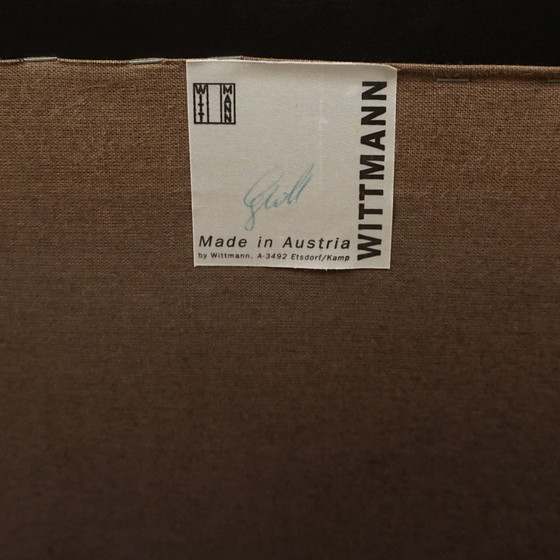 WITT MANN
Made in Austria
by Wittmann, A-3492 Etsdorf/Kamp
WITTMANN